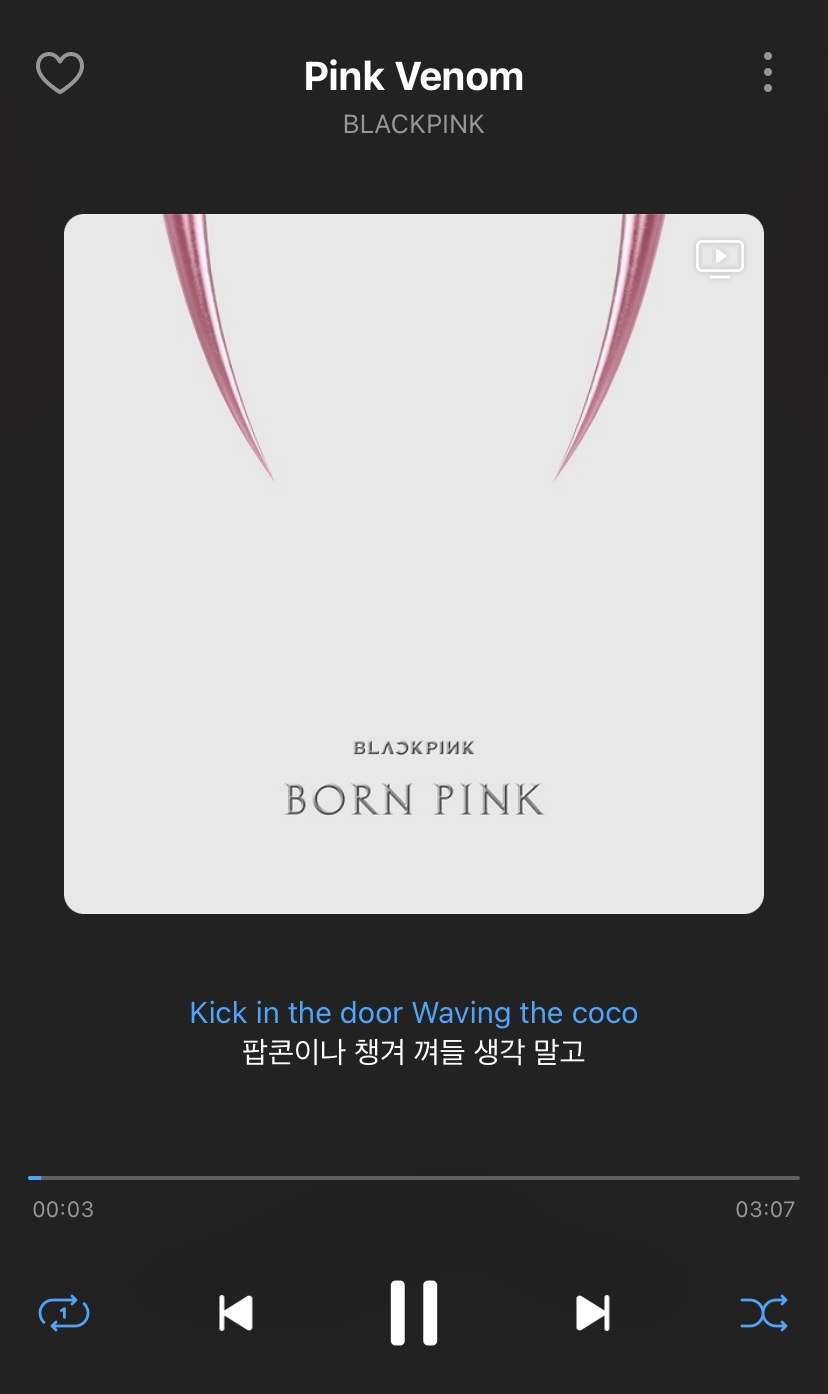 Pink Venom
BLACKPINK
BLACKPINK
BORN PINK
Kick in the door Waving the coco
팝콘이나 챙겨 껴들 생각 말고
00:03
03:07
1